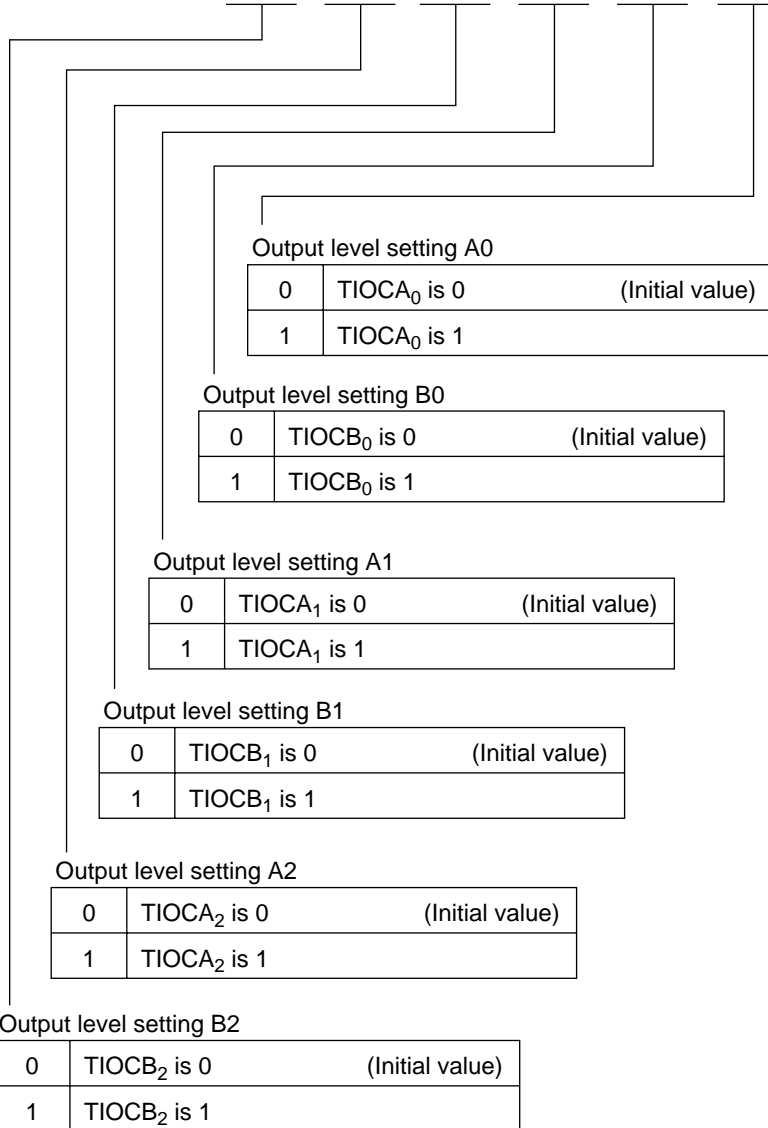 Output level setting A0
0 TIOCA₀ is 0 (Initial value)
1 TIOCA₀ is 1
Output level setting B0
0 TIOCB₀ is 0 (Initial value)
1 TIOCB₀ is 1
Output level setting A1
0 TIOCA₁ is 0 (Initial value)
1 TIOCA₁ is 1
Output level setting B1
0 TIOCB₁ is 0 (Initial value)
1 TIOCB₁ is 1
Output level setting A2
0 TIOCA₂ is 0 (Initial value)
1 TIOCA₂ is 1
Output level setting B2
0 TIOCB₂ is 0 (Initial value)
1 TIOCB₂ is 1